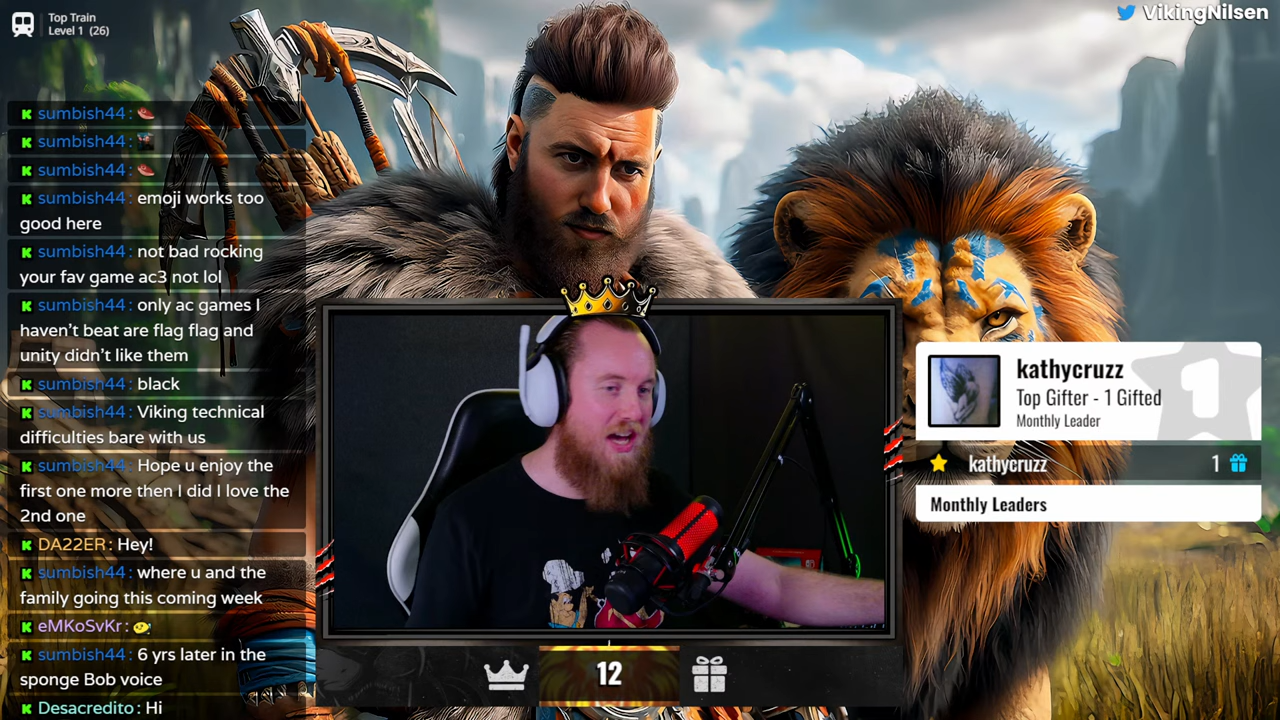 Top Train
Level 1 (26)
VikingNilsen
sumbish44:
sumbish44:
sumbish44:
sumbish44: emoji works too
good here
sumbish44: not bad rocking
your fav game ac3 not lol
sumbish44: only ac games I
haven't beat are flag flag and
unity didn't like them
sumbish44: black
sumbish44: Viking technical
difficulties bare with us
sumbish44: Hope u enjoy the
first one more then I did I love the
2nd one
DA22ER: Hey!
sumbish44: where u and the
family going this coming week
eMKoSvKr:
sumbish44: 6 yrs later in the
sponge Bob voice
Desacredito: Hi
12
kathycruzz
Top Gifter - 1 Gifted
Monthly Leader
1
kathycruzz 1
Monthly Leaders